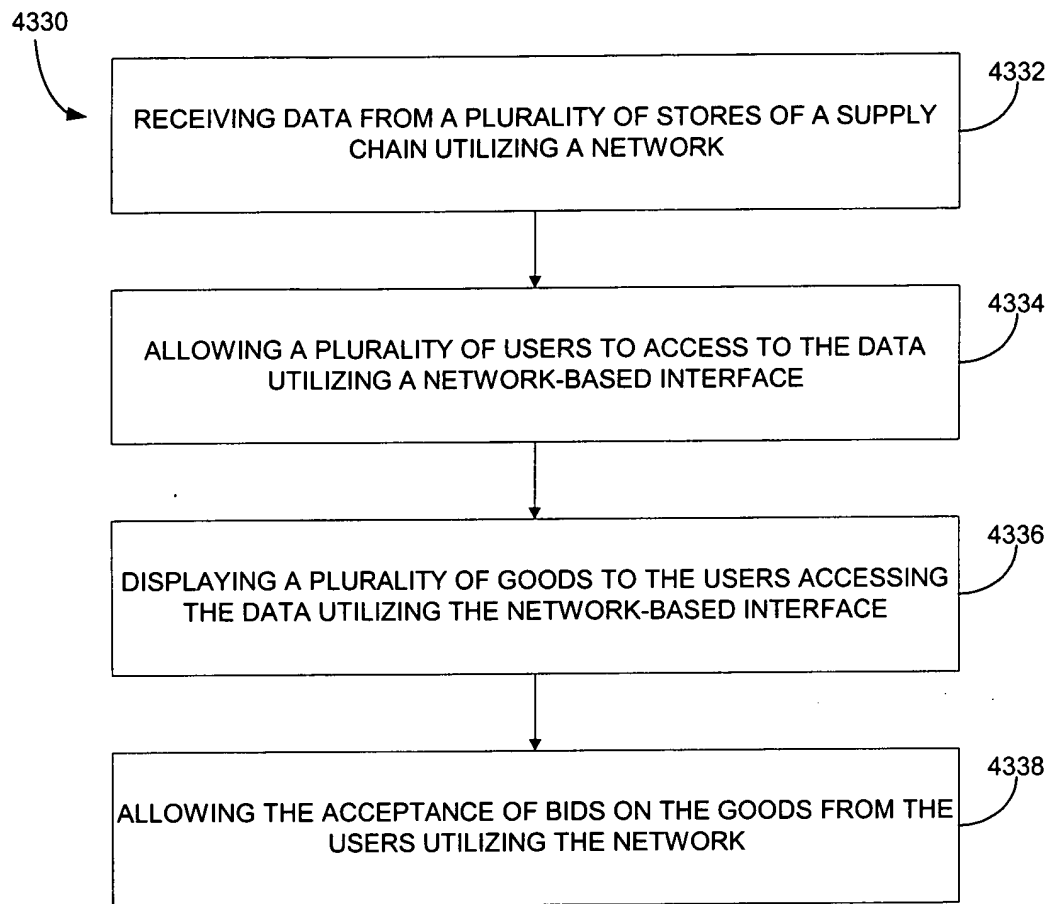 4330
4332
RECEIVING DATA FROM A PLURALITY OF STORES OF A SUPPLY
CHAIN UTILIZING A NETWORK
4334
ALLOWING A PLURALITY OF USERS TO ACCESS TO THE DATA
UTILIZING A NETWORK-BASED INTERFACE
4336
DISPLAYING A PLURALITY OF GOODS TO THE USERS ACCESSING
THE DATA UTILIZING THE NETWORK-BASED INTERFACE
4338
ALLOWING THE ACCEPTANCE OF BIDS ON THE GOODS FROM THE
USERS UTILIZING THE NETWORK